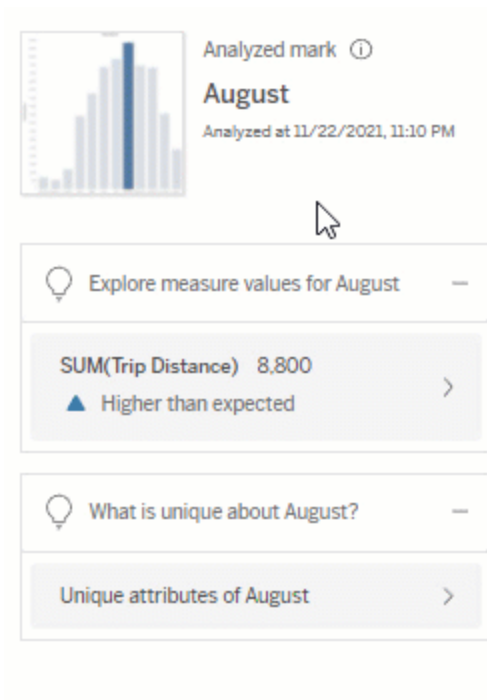 Analyzed mark
August
Analyzed at 11/22/2021, 11:10 PM
Explore measure values for August
SUM(Trip Distance) 8,800
Higher than expected
What is unique about August?
Unique attributes of August